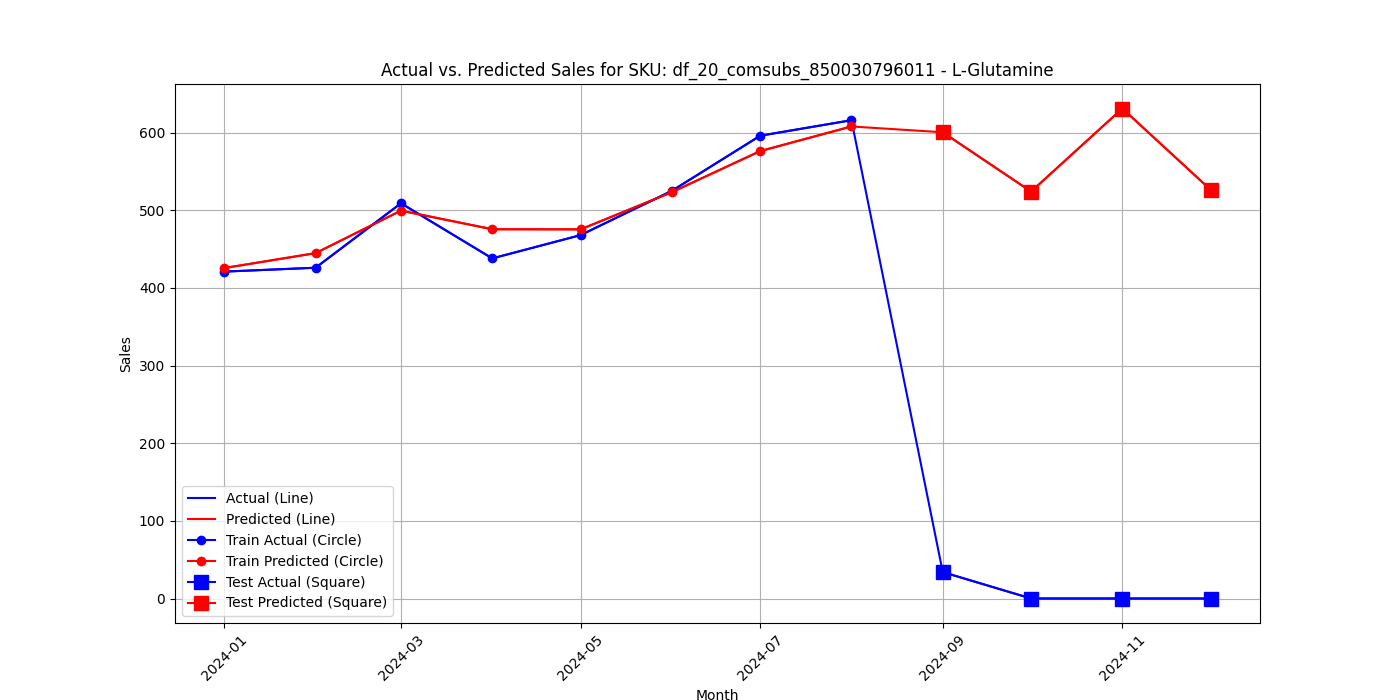 Actual vs. Predicted Sales for SKU: df_20_comsubs_850030796011 - L-Glutamine
Sales
600
500
400
300
200
100
0
Actual (Line)
Predicted (Line)
Train Actual (Circle)
Train Predicted (Circle)
Test Actual (Square)
Test Predicted (Square)
2024-01
2024-03
2024-05
2024-07
2024-09
2024-11
Month